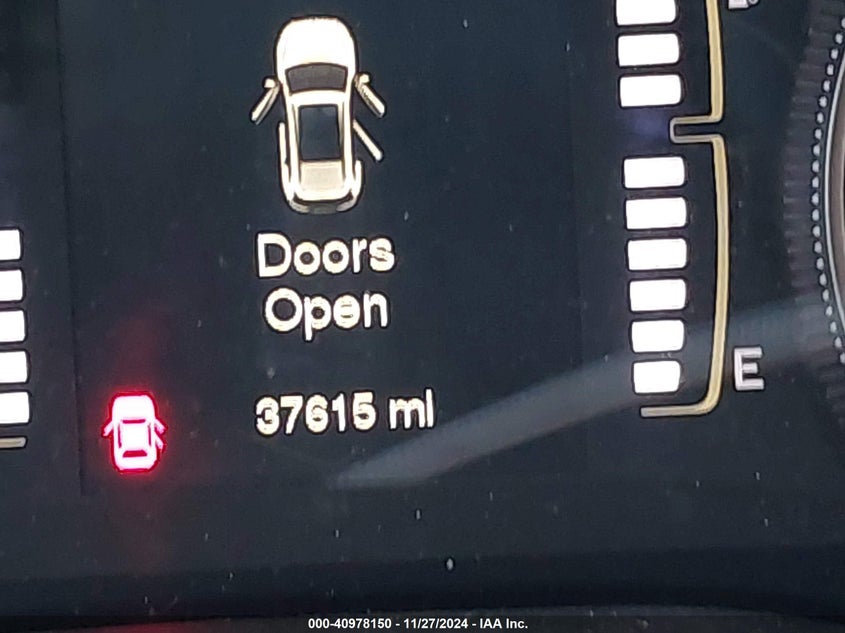 Doors
Open
37615 mi
E
000-40978150 - 11/27/2024 - IAA Inc.